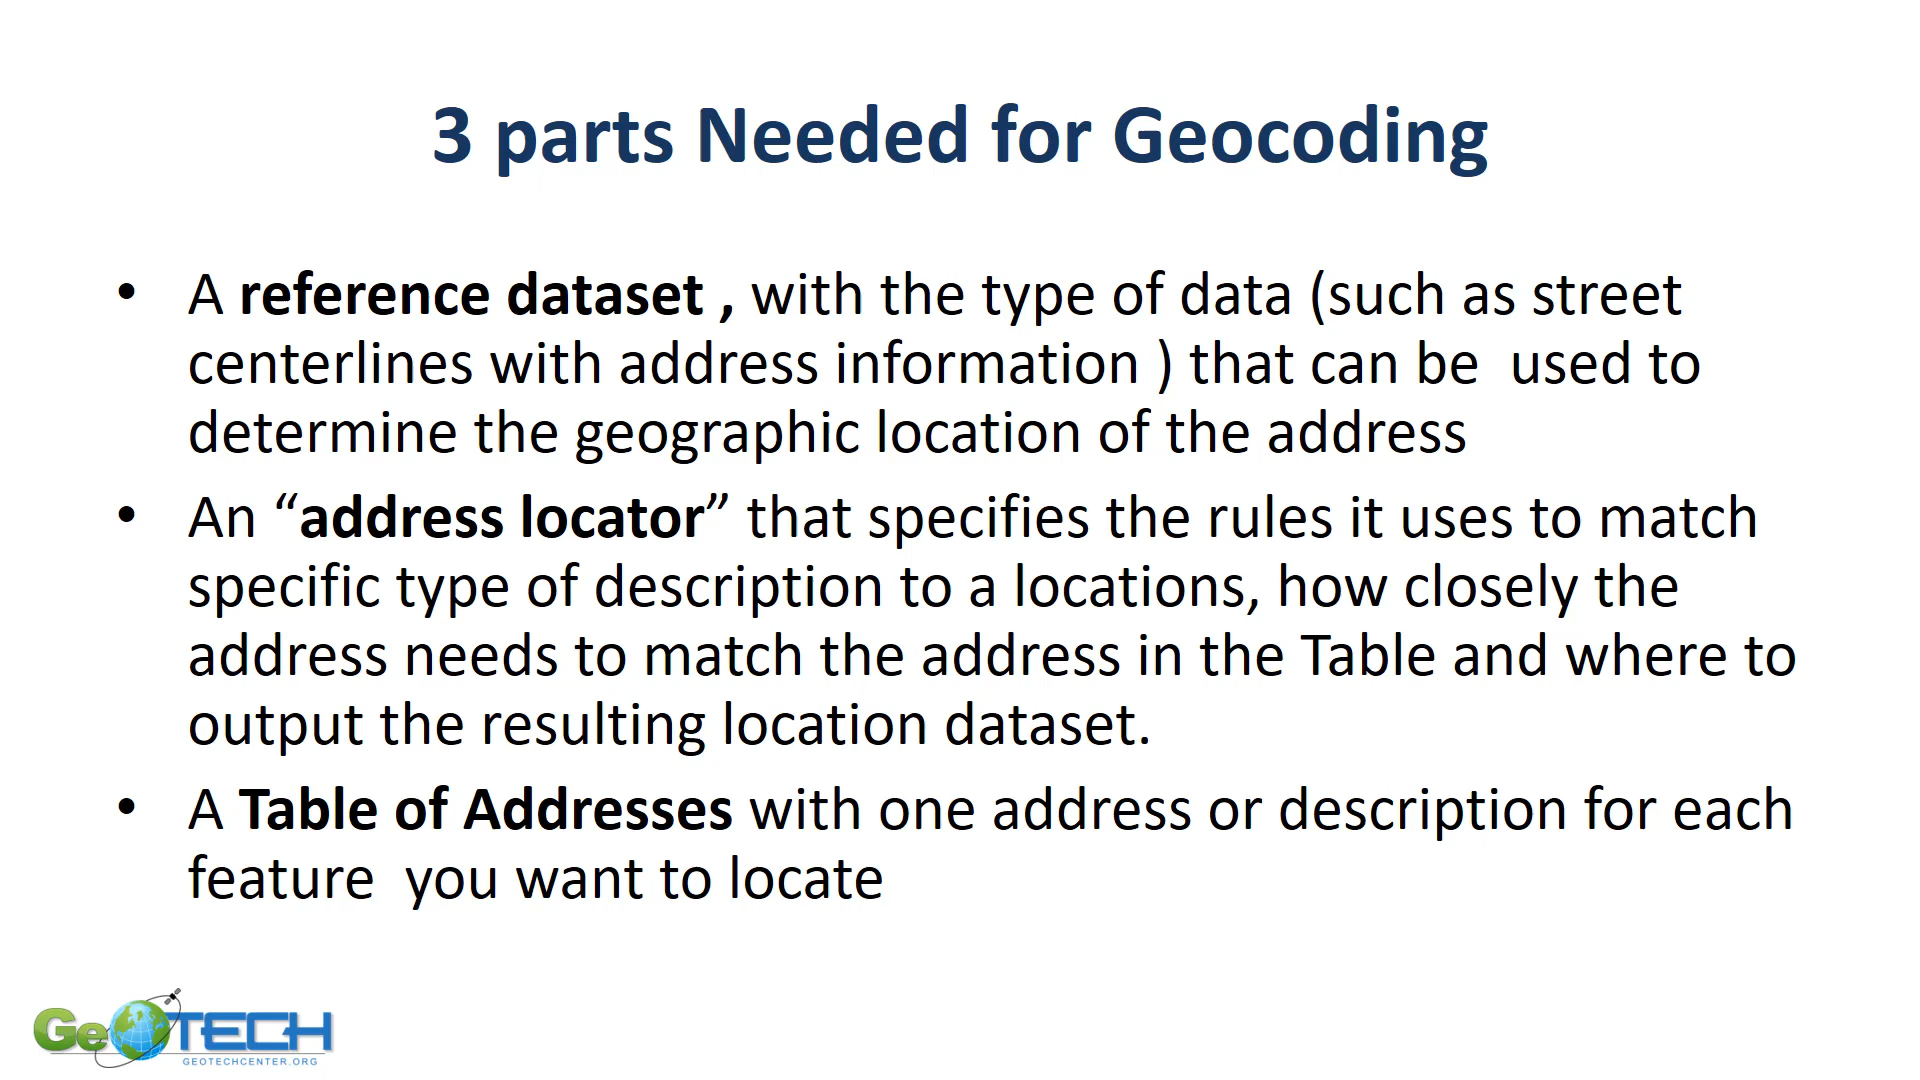 3 parts Needed for Geocoding
• A reference dataset , with the type of data (such as street
centerlines with address information ) that can be  used to
determine the geographic location of the address
• An “address locator” that specifies the rules it uses to match
specific type of description to a locations, how closely the
address needs to match the address in the Table and where to
output the resulting location dataset.
• A Table of Addresses with one address or description for each
feature  you want to locate
GeoTECH
GEOTECHCENTER.ORG